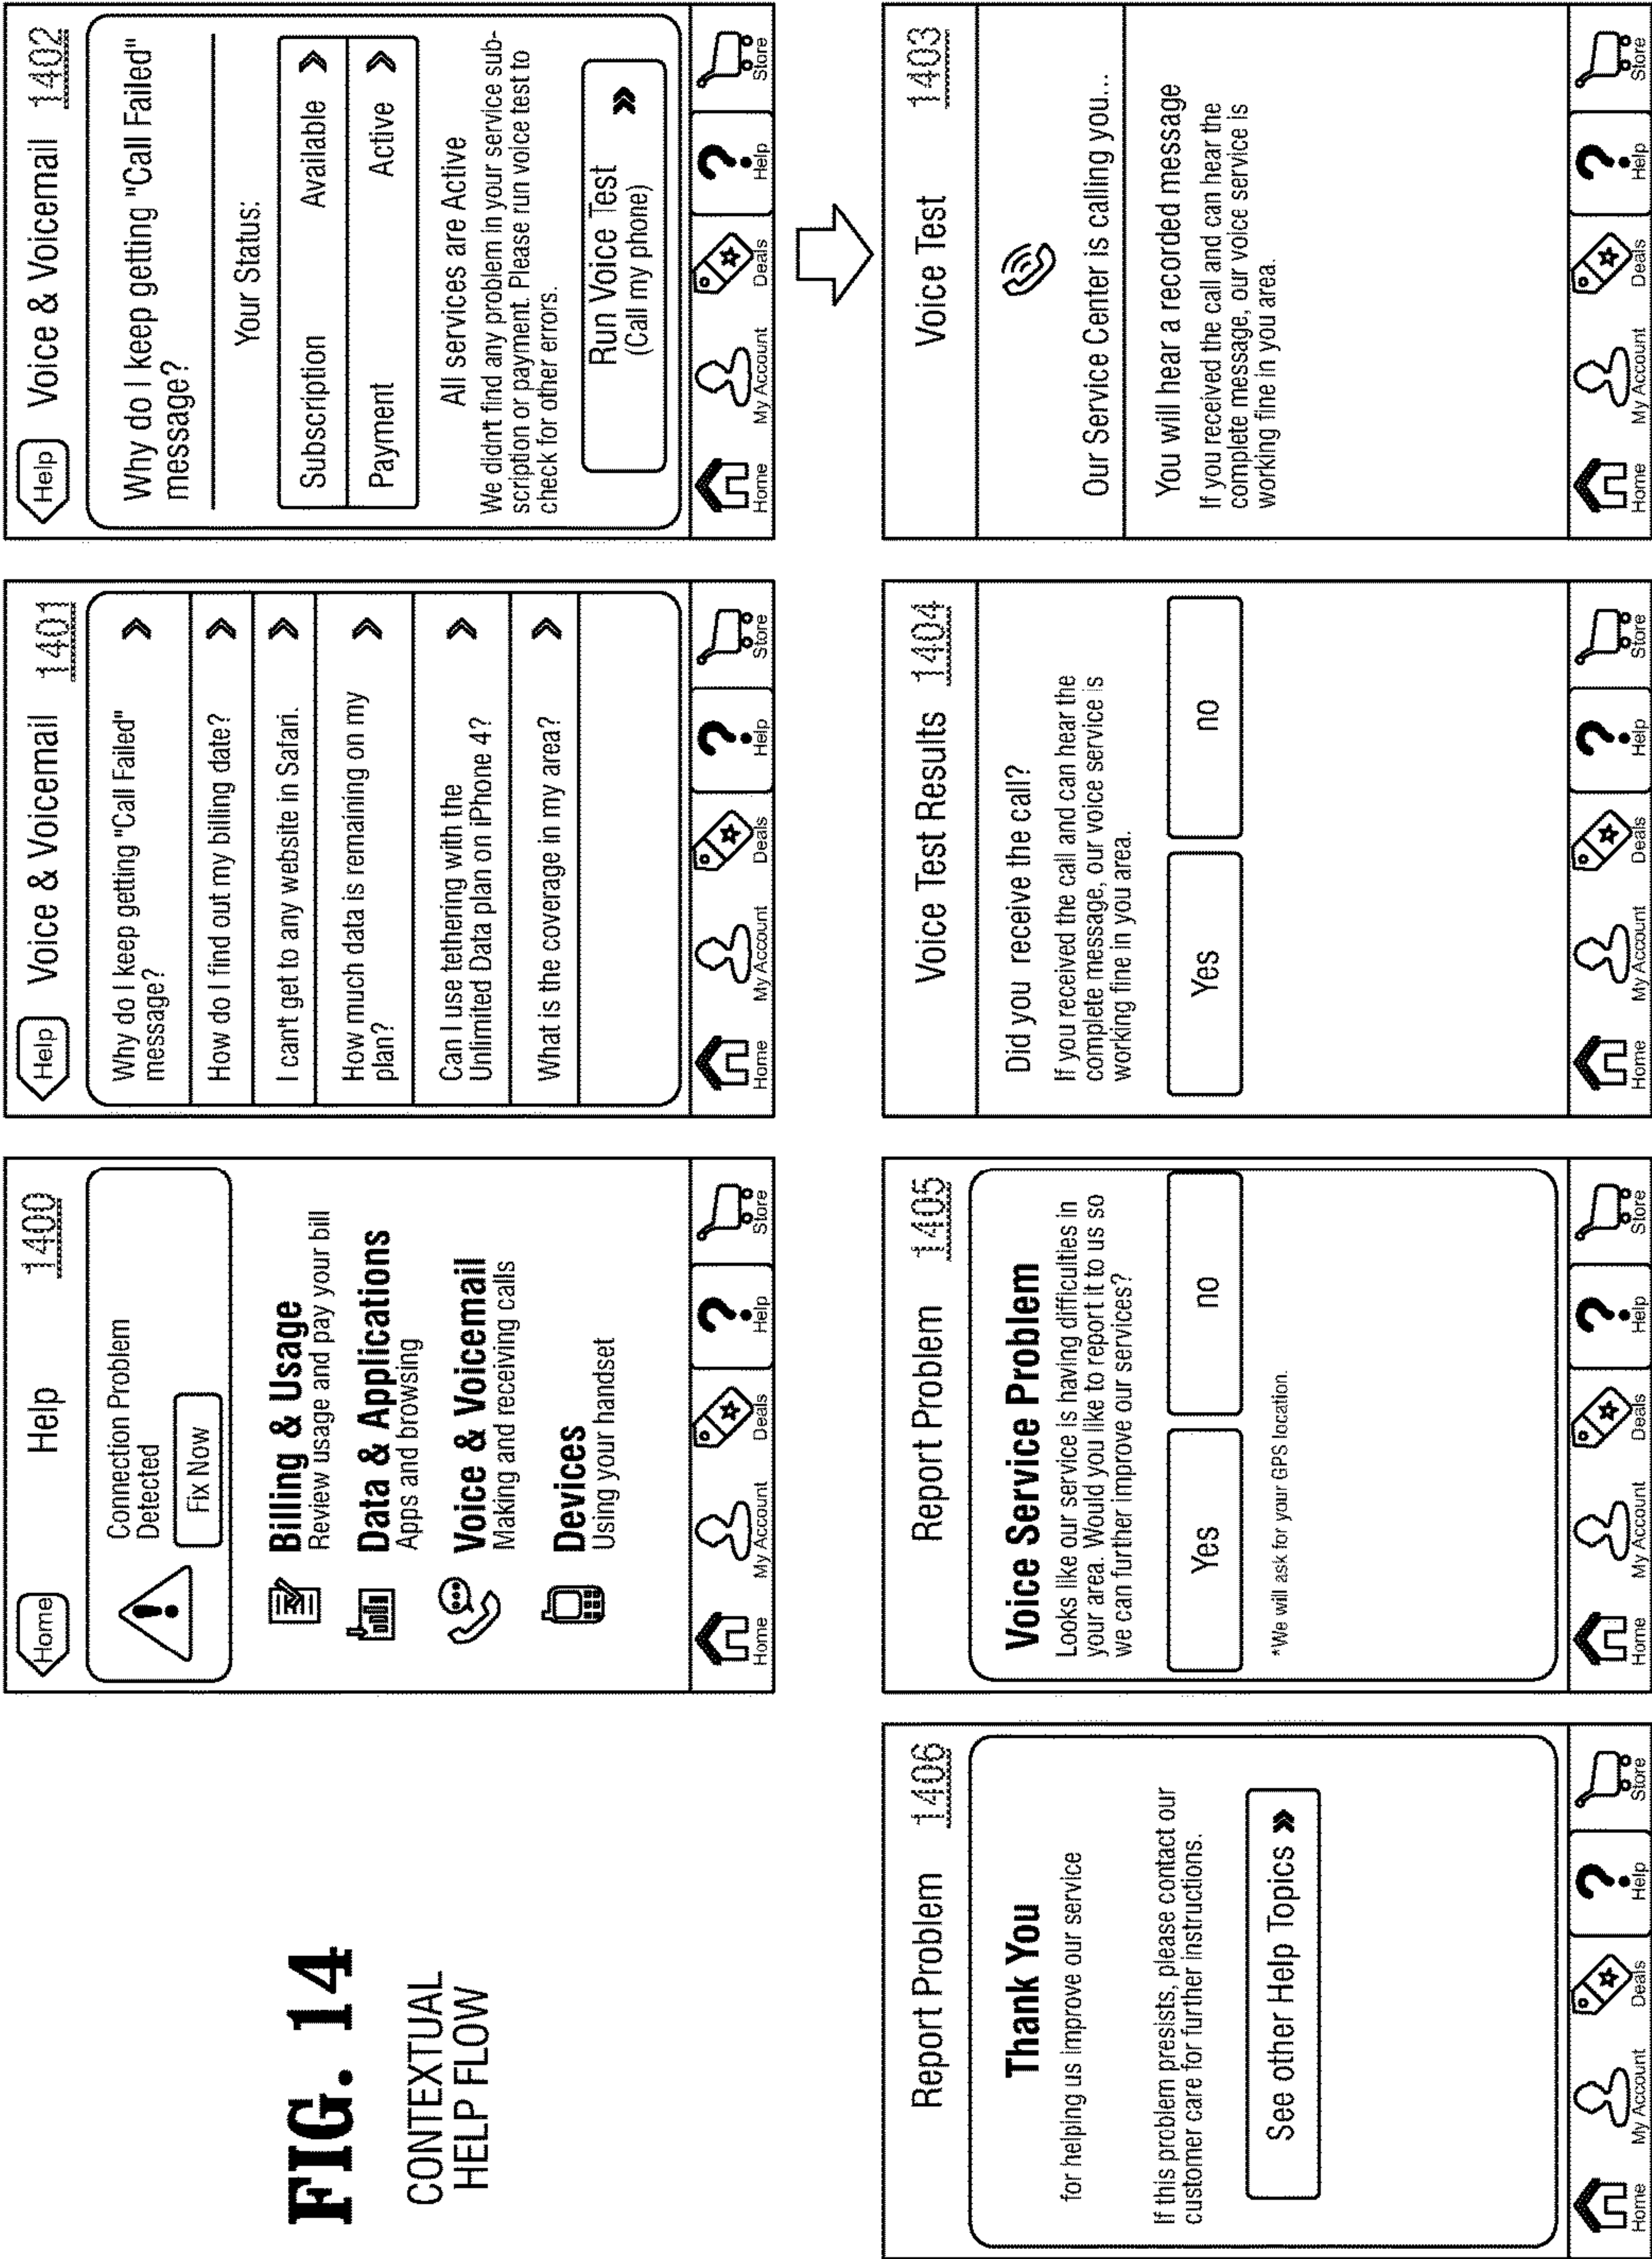 FIG. 14
CONTEXTUAL
HELP FLOW
Home
Help
1400
Connection Problem
Detected
Fix Now
Billing & Usage
Review usage and pay your bill
Data & Applications
Apps and browsing
Voice & Voicemail
Making and receiving calls
Devices
Using your handset
Home
My Account
Deals
Help
Store
Help
Voice & Voicemail
1401
Why do I keep getting "Call Failed"
message?
How do I find out my billing date?
I can't get to any website in Safari.
How much data is remaining on my
plan?
Can I use tethering with the
Unlimited Data plan on iPhone 4?
What is the coverage in my area?
Home
My Account
Deals
Help
Store
Help
Voice & Voicemail
1402
Why do I keep getting "Call Failed"
message?
Your Status:
Subscription Available
Payment Active
All services are Active
We didn't find any problem in your service sub-
scription or payment. Please run voice test to
check for other errors.
Run Voice Test
(Call my phone)
Home
My Account
Deals
Help
Store
Voice Test
1403
Our Service Center is calling you...
You will hear a recorded message
If you received the call and can hear the
complete message, our voice service is
working fine in you area.
Home
My Account
Deals
Help
Store
Voice Test Results
1404
Did you receive the call?
If you received the call and can hear the
complete message, our voice service is
working fine in you area.
Yes
no
Home
My Account
Deals
Help
Store
Report Problem
1405
Voice Service Problem
Looks like our service is having difficulties in
your area. Would you like to report it to us so
we can further improve our services?
Yes
no
*We will ask for your GPS location.
Home
My Account
Deals
Help
Store
Report Problem
1406
Thank You
for helping us improve our service
If this problem presists, please contact our
customer care for further instructions.
See other Help Topics
Home
My Account
Deals
Help
Store